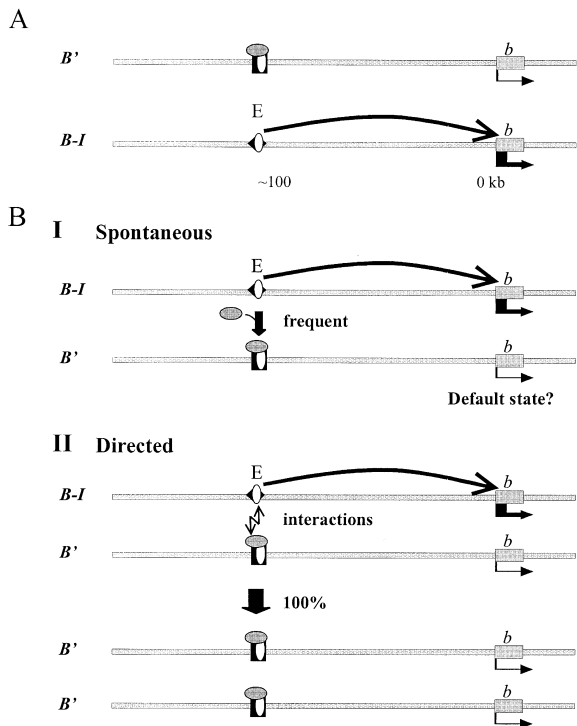 A
B' b
E
B-I b
~100 0 kb
B I Spontaneous
E
B-I b
frequent
B' b
Default state?
II Directed
E
B-I b
interactions
B' b
100%
B' b
B' b